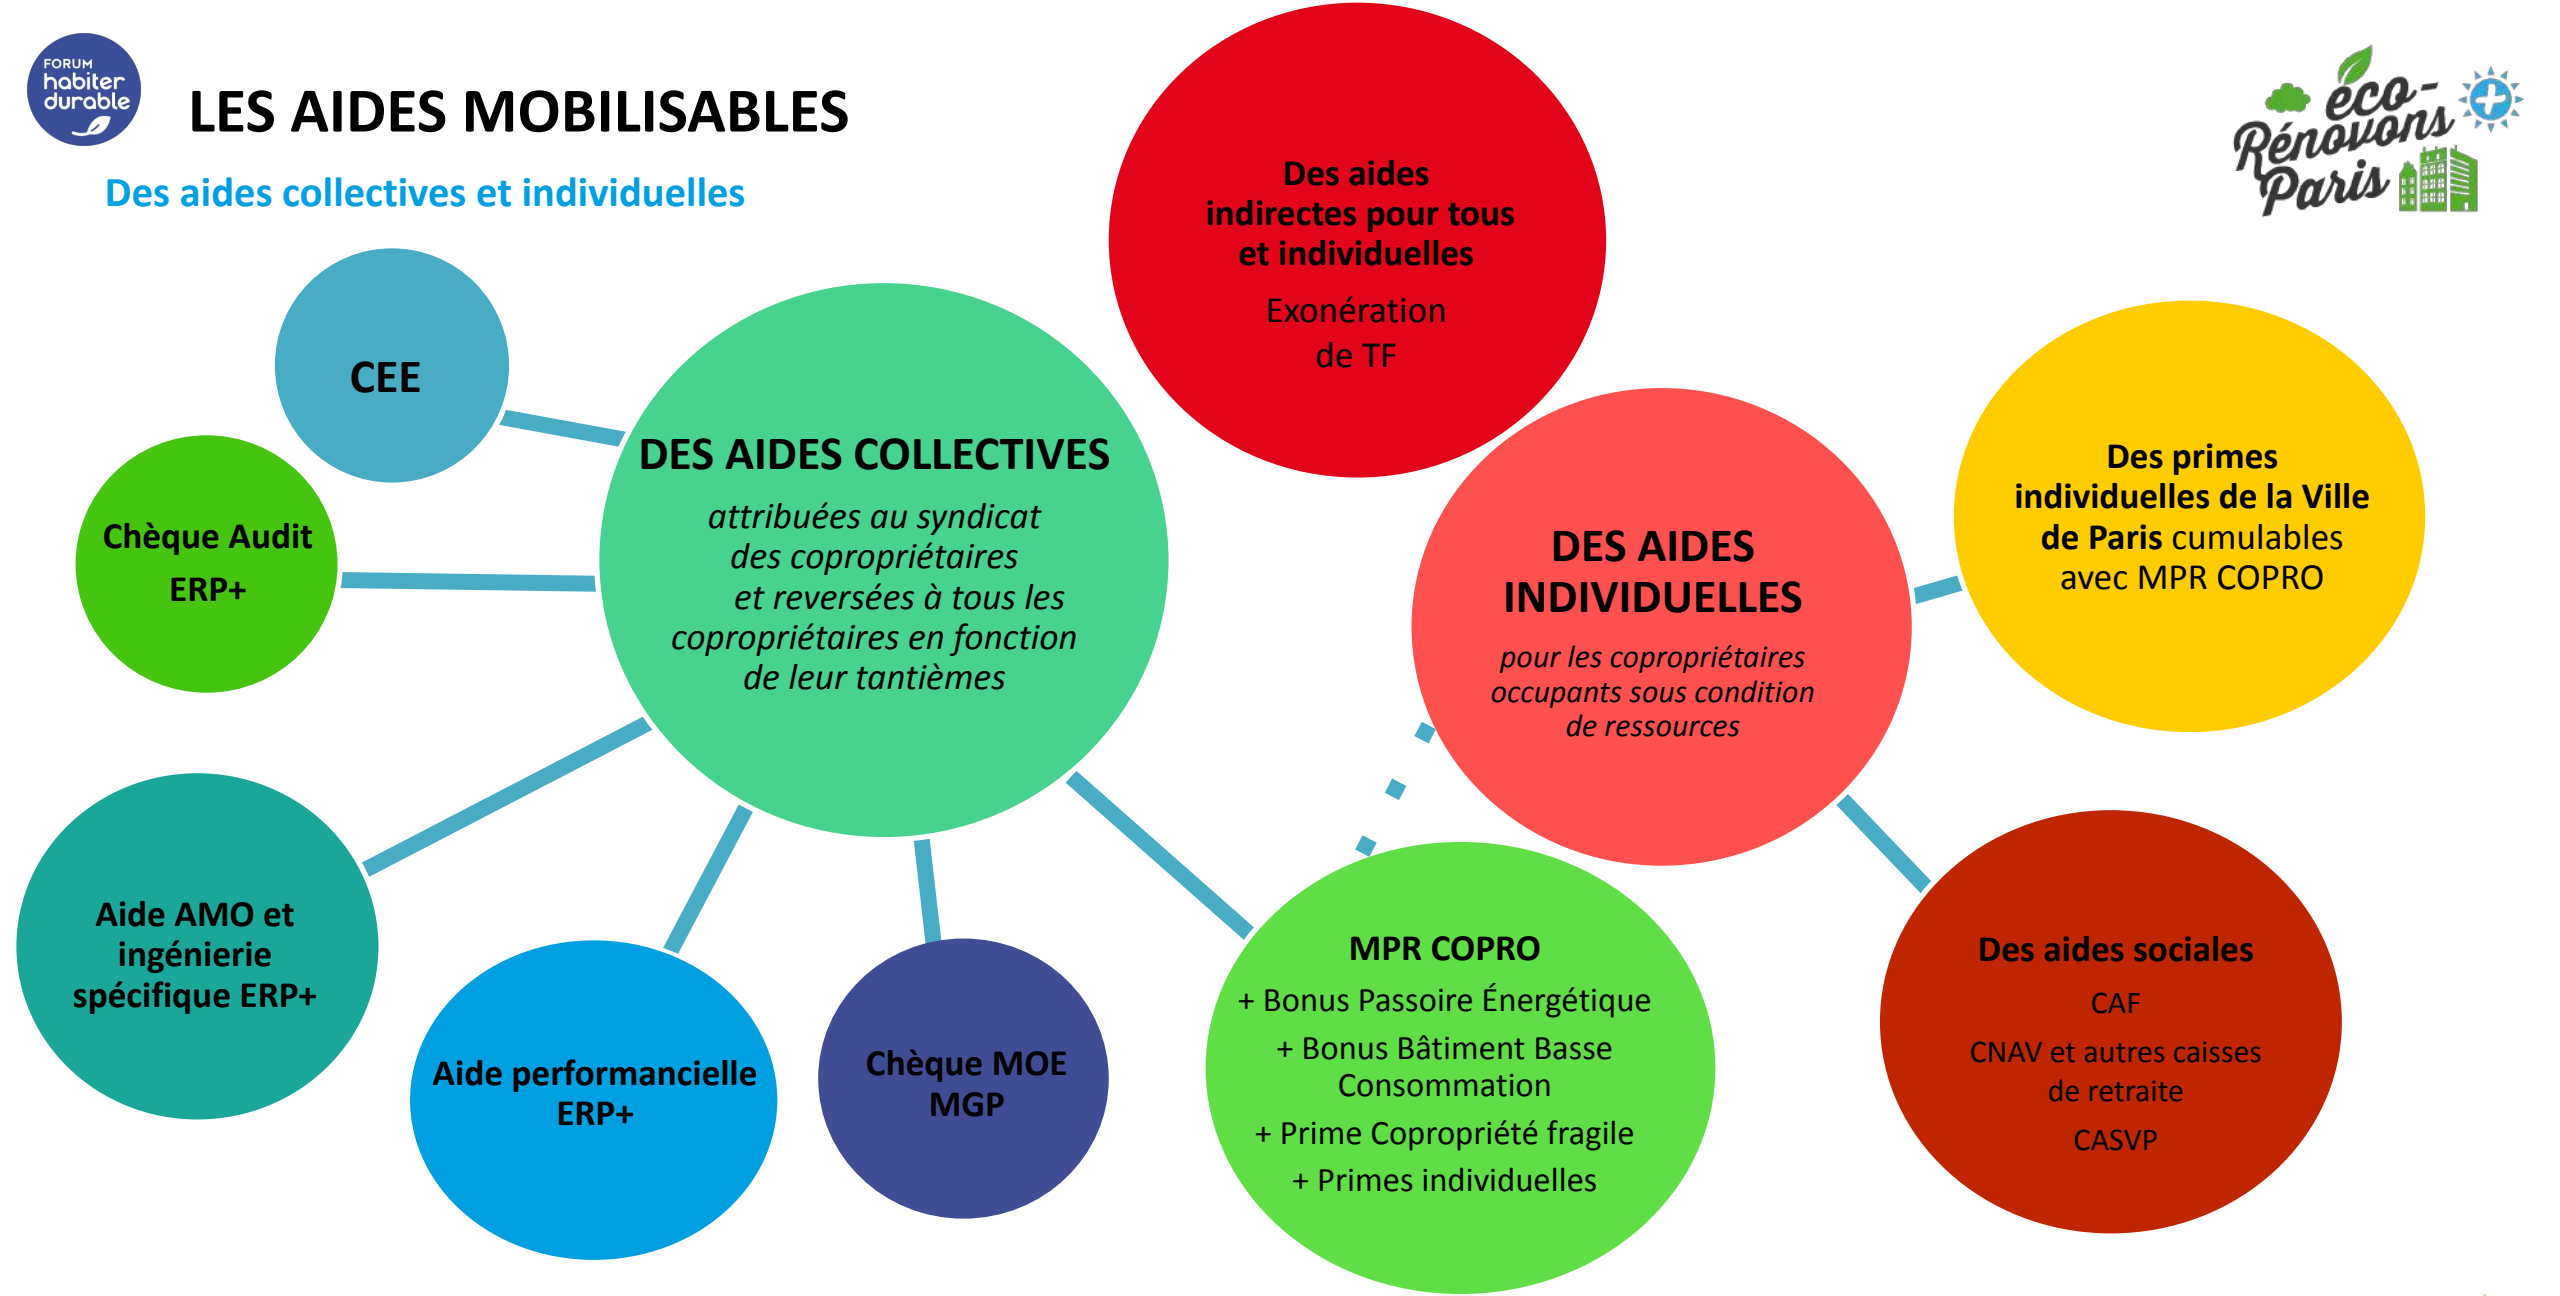 FORUM
habiter
durable
LES AIDES MOBILISABLES
Des aides collectives et individuelles
éco-
Rénovons
Paris
Des aides
indirectes pour tous
et individuelles
Exonération
de TF
CEE
Chèque Audit
ERP+
DES AIDES COLLECTIVES
attribuées au syndicat
des copropriétaires
et reversées à tous les
copropriétaires en fonction
de leur tantièmes
DES AIDES
INDIVIDUELLES
pour les copropriétaires
occupants sous condition
de ressources
Des primes
individuelles de la Ville
de Paris cumulables
avec MPR COPRO
Aide AMO et
ingénierie
spécifique ERP+
Aide performancielle
ERP+
Chèque MOE
MGP
MPR COPRO
+ Bonus Passoire Énergétique
+ Bonus Bâtiment Basse
Consommation
+ Prime Copropriété fragile
+ Primes individuelles
Des aides sociales
CAF
CNAV et autres caisses
de retraite
CASVP